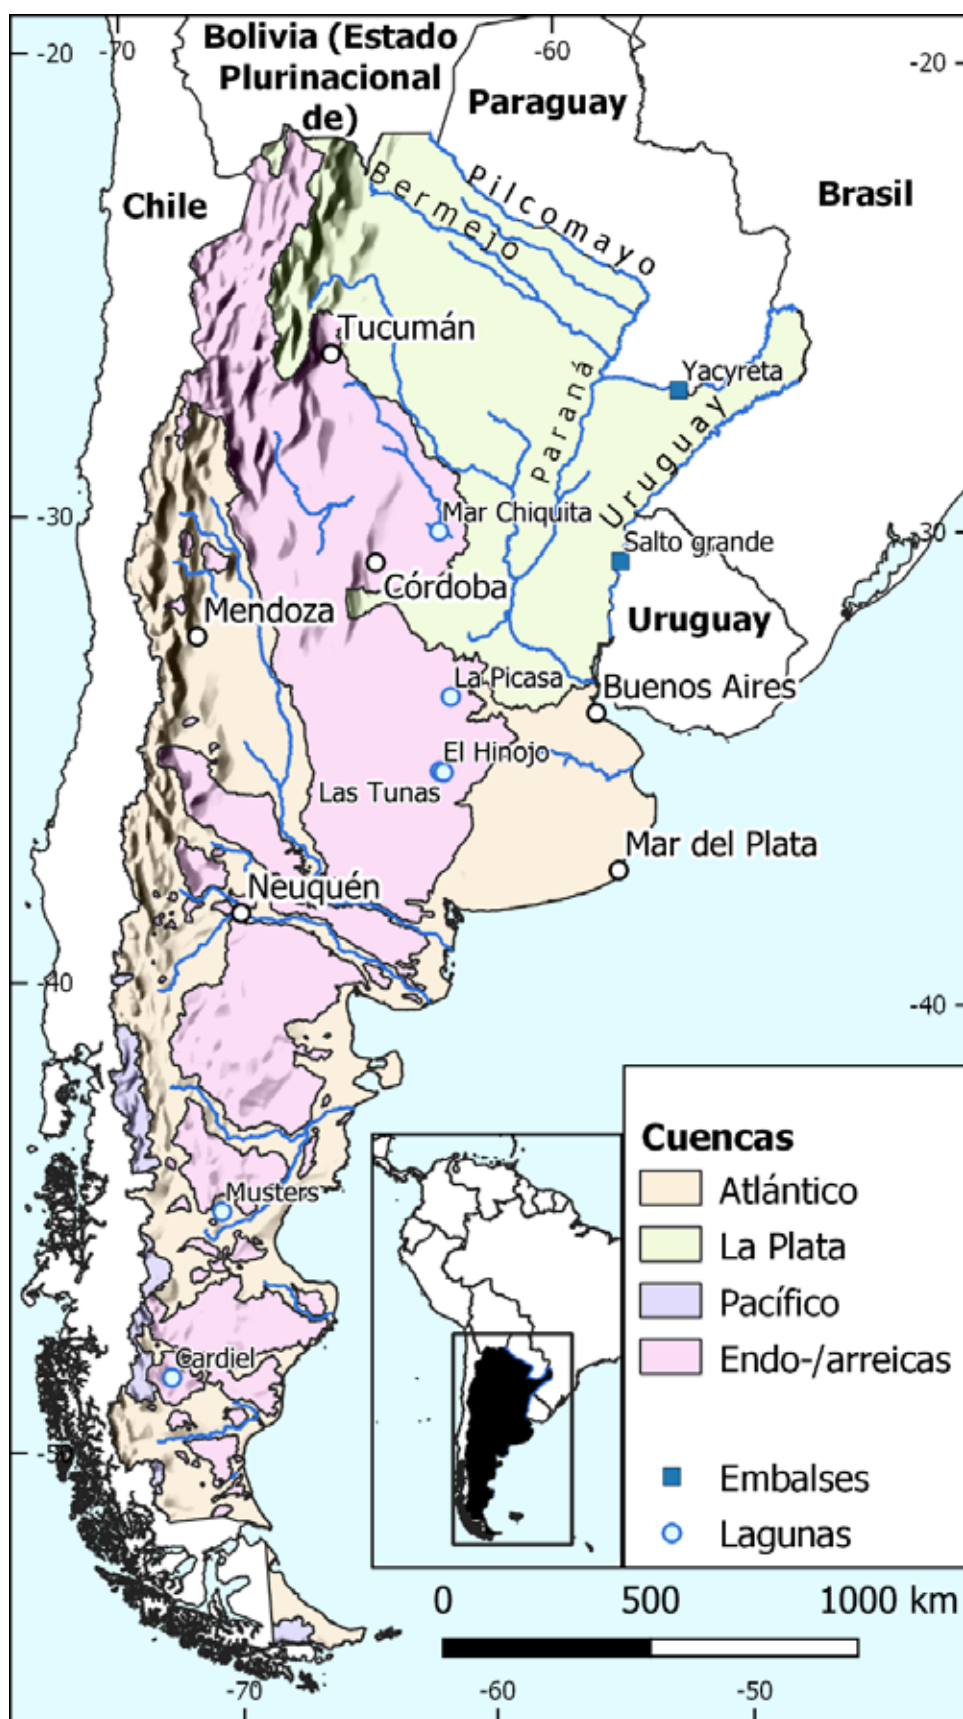 -20
-70
Bolivia (Estado
Plurinacional
de)
-60
-20
Paraguay
Chile
Brasil
Pilcomayo
Bermejo
Tucumán
Yacyreta
Paraná
Uruguay
-30
Mar Chiquita
-30
Salto grande
Córdoba
Mendoza
Uruguay
La Picasa
Buenos Aires
El Hinojo
Las Tunas
Mar del Plata
Neuquén
-40
-40
Cuencas
Atlántico
La Plata
Pacífico
Endo-/arreicas
Embalses
Lagunas
Musters
Cardiel
-50
0 500 1000 km
-70
-60
-50